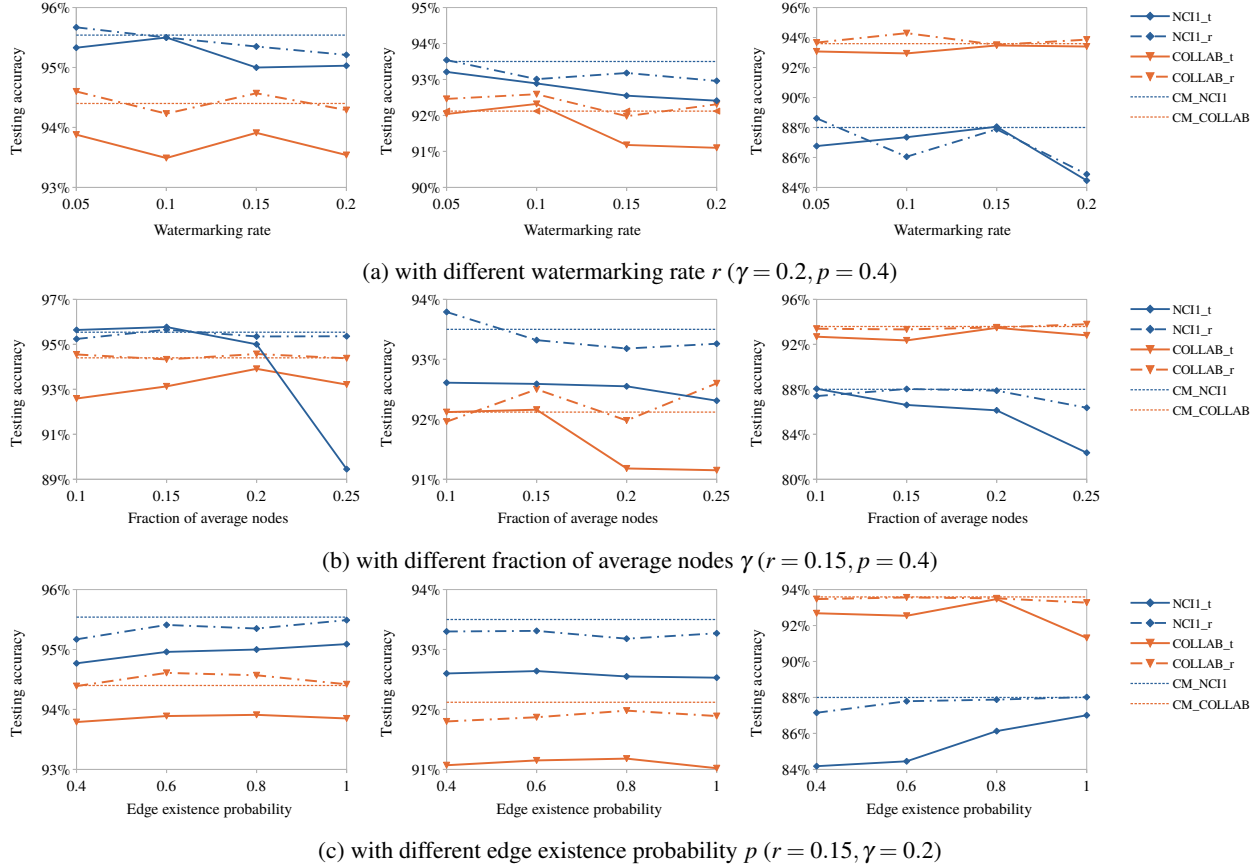 96%
95%
94%
93%
Testing accuracy
0.05 0.1 0.15 0.2
Watermarking rate
95%
94%
93%
92%
91%
90%
Testing accuracy
0.05 0.1 0.15 0.2
Watermarking rate
96%
94%
92%
90%
88%
86%
84%
Testing accuracy
0.05 0.1 0.15 0.2
Watermarking rate
NCI1_t
NCI1_r
COLLAB_t
COLLAB_r
CM_NCI1
CM_COLLAB
(a) with different watermarking rate r (γ = 0.2, p = 0.4)
97%
95%
93%
91%
89%
Testing accuracy
0.1 0.15 0.2 0.25
Fraction of average nodes
94%
93%
92%
91%
Testing accuracy
0.1 0.15 0.2 0.25
Fraction of average nodes
96%
92%
88%
84%
80%
Testing accuracy
0.1 0.15 0.2 0.25
Fraction of average nodes
NCI1_t
NCI1_r
COLLAB_t
COLLAB_r
CM_NCI1
CM_COLLAB
(b) with different fraction of average nodes γ (r = 0.15, p = 0.4)
96%
95%
94%
93%
Testing accuracy
0.4 0.6 0.8 1
Edge existence probability
94%
93%
92%
91%
Testing accuracy
0.4 0.6 0.8 1
Edge existence probability
94%
92%
90%
88%
86%
84%
Testing accuracy
0.4 0.6 0.8 1
Edge existence probability
NCI1_t
NCI1_r
COLLAB_t
COLLAB_r
CM_NCI1
CM_COLLAB
(c) with different edge existence probability p (r = 0.15, γ = 0.2)